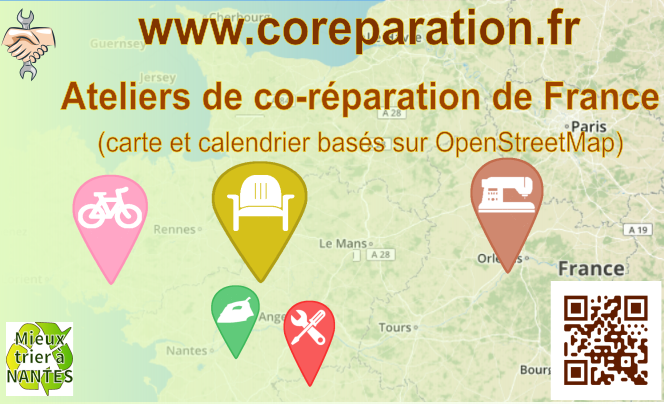 www.coreparation.fr
Ateliers de co-réparation de France
(carte et calendrier basés sur OpenStreetMap)
Guernsey
Cherbourg
Jersey
A 28
Paris
Rennes
Le Mans
A 28
A 19
Orléans
France
Nantes
Tours
Mieux
trier à
NANTES